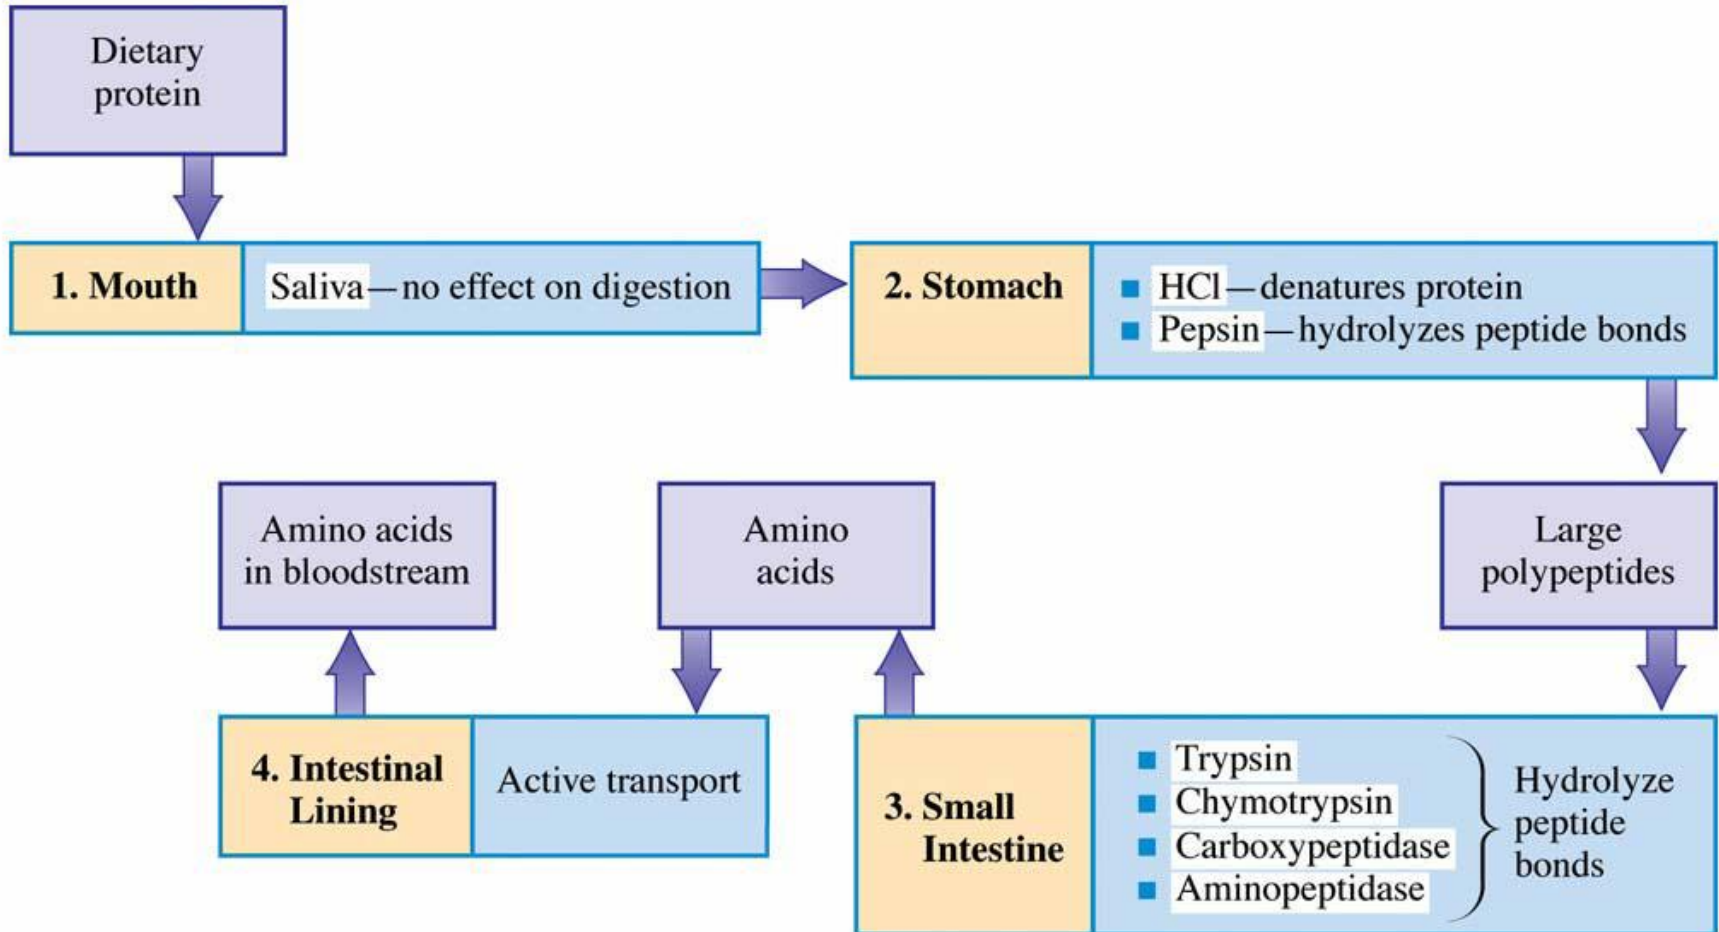 Dietary
protein
1. Mouth
Saliva—no effect on digestion
2. Stomach
■ HCl—denatures protein
■ Pepsin—hydrolyzes peptide bonds
Large
polypeptides
3. Small
Intestine
■ Trypsin
■ Chymotrypsin
■ Carboxypeptidase
■ Aminopeptidase
Hydrolyze
peptide
bonds
Amino
acids
4. Intestinal
Lining
Active transport
Amino acids
in bloodstream